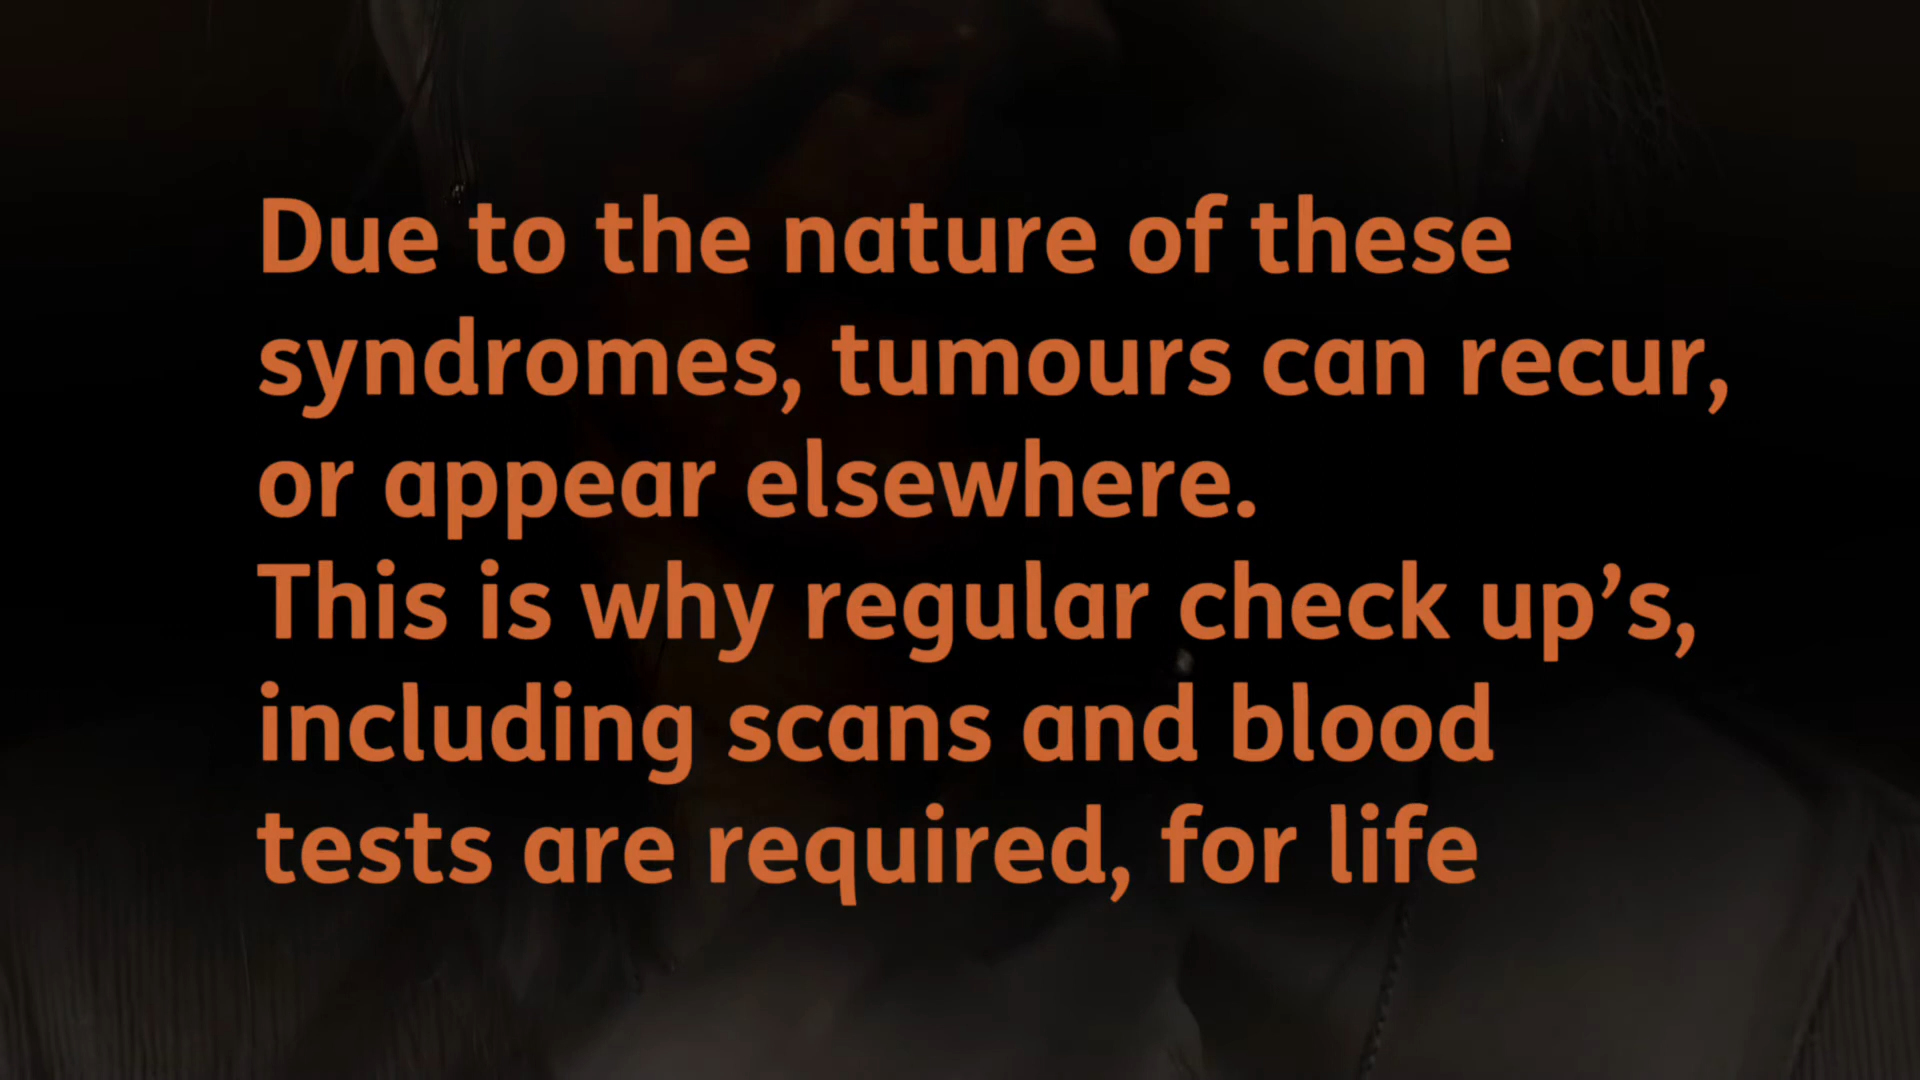 Due to the nature of these
syndromes, tumours can recur,
or appear elsewhere.
This is why regular check up’s,
including scans and blood
tests are required, for life